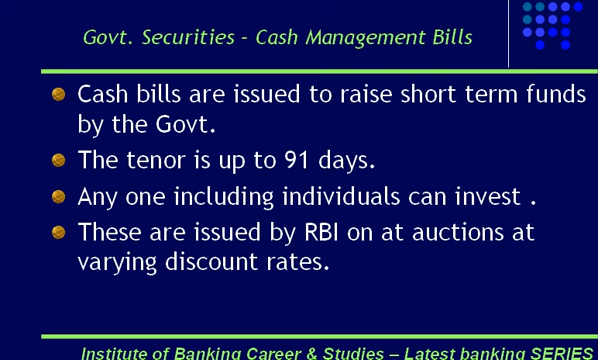 Govt. Securities – Cash Management Bills
Cash bills are issued to raise short term funds
by the Govt.
The tenor is up to 91 days.
Any one including individuals can invest .
These are issued by RBI on at auctions at
varying discount rates.
Institute of Banking Career & Studies – Latest banking SERIES